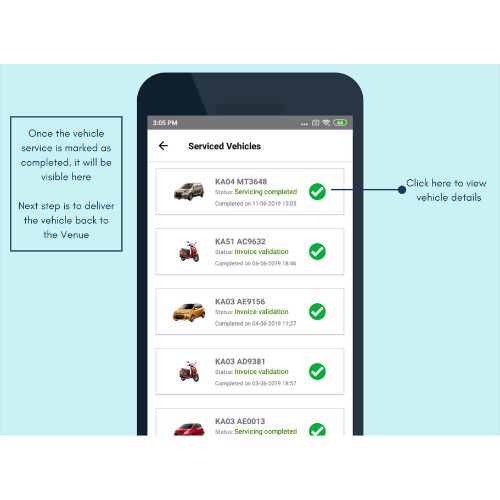 3:05 PM
64
Serviced Vehicles
Once the vehicle
service is marked as
completed, it will be
visible here
Next step is to deliver
the vehicle back to
the Venue
KA04 MT3648
Status: Servicing completed
Completed on 11-06-2019 15:05
Click here to view
vehicle details
KA51 AC9632
Status: Invoice validation
Completed on 06-06-2019 18:46
KA03 AE9156
Status: Invoice validation
Completed on 04-06-2019 11:27
KA03 AD9381
Status: Invoice validation
Completed on 03-06-2019 18:57
KA03 AE0013
Status: Servicing completed